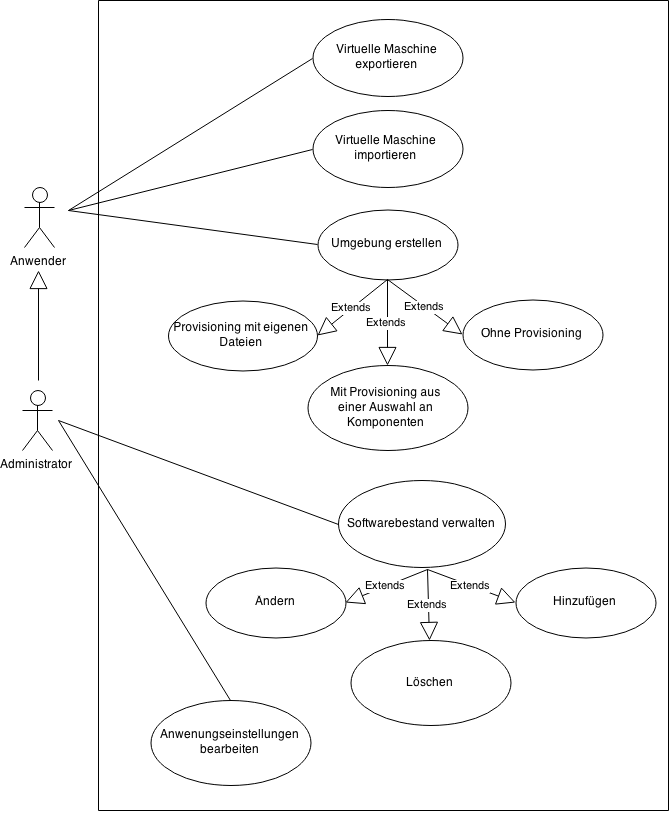 Virtuelle Maschine
exportieren
Virtuelle Maschine
importieren
Umgebung erstellen
Anwender
Extends
Extends
Extends
Provisioning mit eigenen
Dateien
Ohne Provisioning
Mit Provisioning aus
einer Auswahl an
Komponenten
Administrator
Softwarebestand verwalten
Extends
Extends
Extends
Ändern
Hinzufügen
Löschen
Anwenungseinstellungen
bearbeiten